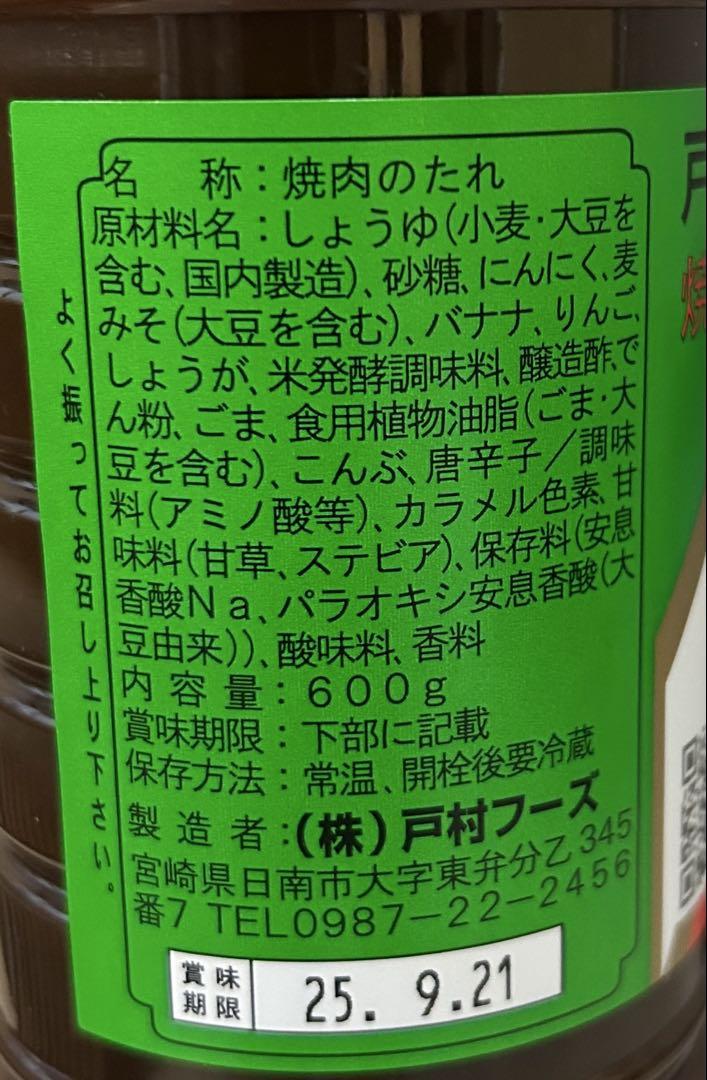 名称：焼肉のたれ
原材料名：しょうゆ(小麦・大豆を
含む、国内製造)、砂糖、にんにく、麦
みそ(大豆を含む)、バナナ、りんご、
しょうが、米発酵調味料、醸造酢、で
ん粉、ごま、食用植物油脂(ごま・大
豆を含む)、こんぶ、唐辛子／調味
料(アミノ酸等)、カラメル色素、甘
味料(甘草、ステビア)、保存料(安息
香酸Ｎａ、パラオキシ安息香酸(大
豆由来))、酸味料、香料
内容量：６００ｇ
賞味期限：下部に記載
保存方法：常温、開栓後要冷蔵
製造者：(株)戸村フーズ
宮崎県日南市大字東弁分乙345
番7 TEL0987－22－2456
賞味期限 25. 9.21
よく振ってお召し上り下さい。